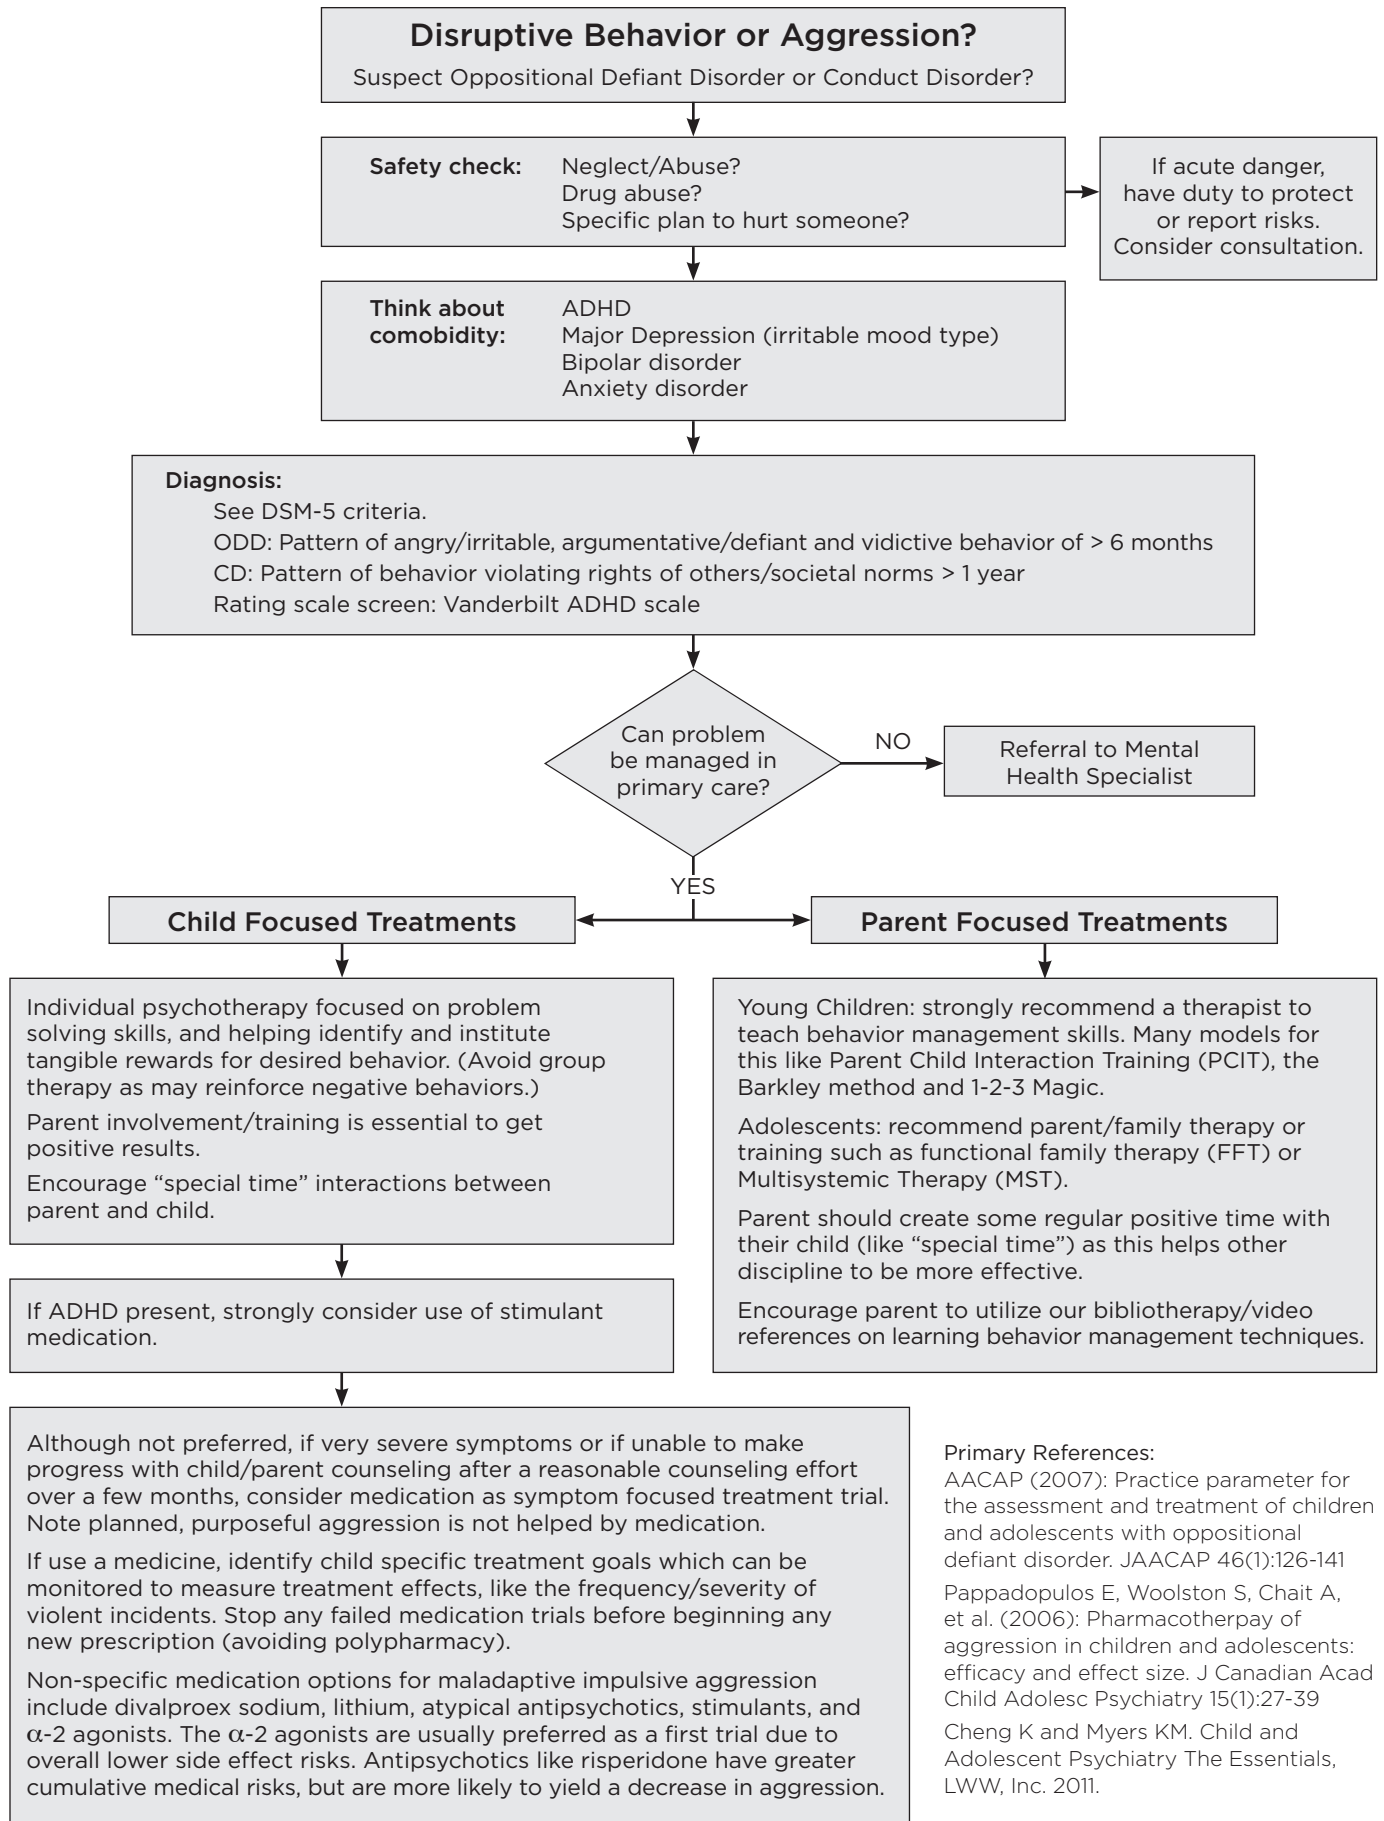 Disruptive Behavior or Aggression?
Suspect Oppositional Defiant Disorder or Conduct Disorder?
Safety check:
Neglect/Abuse?
Drug abuse?
Specific plan to hurt someone?
If acute danger,
have duty to protect
or report risks.
Consider consultation.
Think about
comobidity:
ADHD
Major Depression (irritable mood type)
Bipolar disorder
Anxiety disorder
Diagnosis:
See DSM-5 criteria.
ODD: Pattern of angry/irritable, argumentative/defiant and vidictive behavior of > 6 months
CD: Pattern of behavior violating rights of others/societal norms > 1 year
Rating scale screen: Vanderbilt ADHD scale
Can problem
be managed in
primary care?
NO
Referral to Mental
Health Specialist
YES
Child Focused Treatments
Individual psychotherapy focused on problem
solving skills, and helping identify and institute
tangible rewards for desired behavior. (Avoid group
therapy as may reinforce negative behaviors.)
Parent involvement/training is essential to get
positive results.
Encourage “special time” interactions between
parent and child.
If ADHD present, strongly consider use of stimulant
medication.
Although not preferred, if very severe symptoms or if unable to make
progress with child/parent counseling after a reasonable counseling effort
over a few months, consider medication as symptom focused treatment trial.
Note planned, purposeful aggression is not helped by medication.
If use a medicine, identify child specific treatment goals which can be
monitored to measure treatment effects, like the frequency/severity of
violent incidents. Stop any failed medication trials before beginning any
new prescription (avoiding polypharmacy).
Non-specific medication options for maladaptive impulsive aggression
include divalproex sodium, lithium, atypical antipsychotics, stimulants, and
α-2 agonists. The α-2 agonists are usually preferred as a first trial due to
overall lower side effect risks. Antipsychotics like risperidone have greater
cumulative medical risks, but are more likely to yield a decrease in aggression.
Parent Focused Treatments
Young Children: strongly recommend a therapist to
teach behavior management skills. Many models for
this like Parent Child Interaction Training (PCIT), the
Barkley method and 1-2-3 Magic.
Adolescents: recommend parent/family therapy or
training such as functional family therapy (FFT) or
Multisystemic Therapy (MST).
Parent should create some regular positive time with
their child (like “special time”) as this helps other
discipline to be more effective.
Encourage parent to utilize our bibliotherapy/video
references on learning behavior management techniques.
Primary References:
AACAP (2007): Practice parameter for
the assessment and treatment of children
and adolescents with oppositional
defiant disorder. JAACAP 46(1):126-141
Pappadopulos E, Woolston S, Chait A,
et al. (2006): Pharmacotherpay of
aggression in children and adolescents:
efficacy and effect size. J Canadian Acad
Child Adolesc Psychiatry 15(1):27-39
Cheng K and Myers KM. Child and
Adolescent Psychiatry The Essentials,
LWW, Inc. 2011.